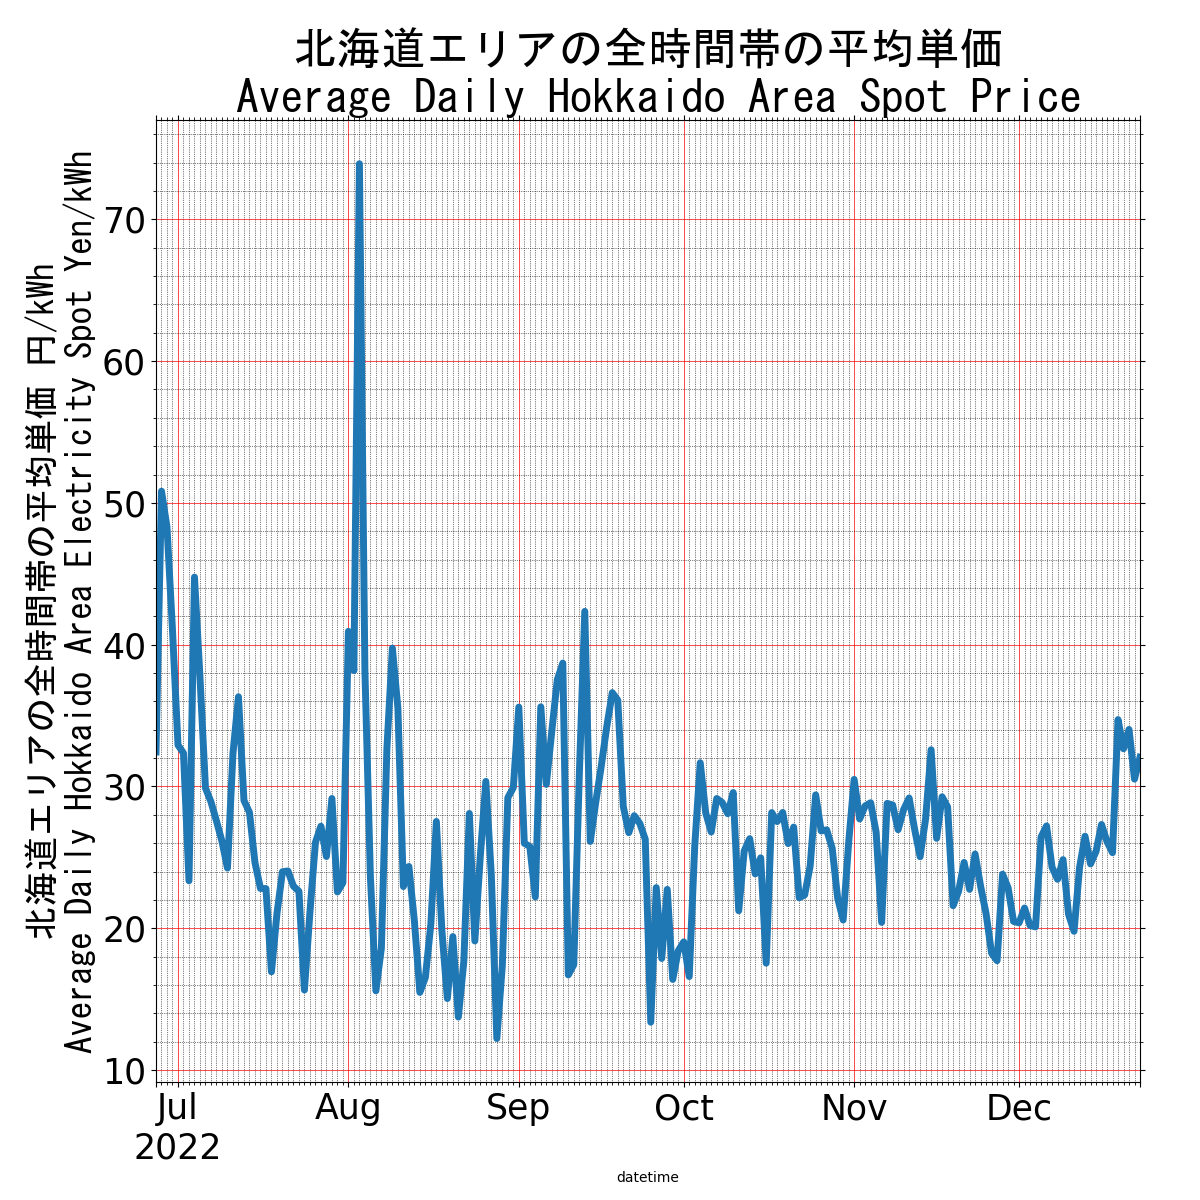 北海道エリアの全時間帯の平均単価
Average Daily Hokkaido Area Spot Price
北海道エリアの全時間帯の平均単価 円/kWh
Average Daily Hokkaido Area Electricity Spot Yen/kWh
70
60
50
40
30
20
10
Jul Aug Sep Oct Nov Dec
2022
datetime